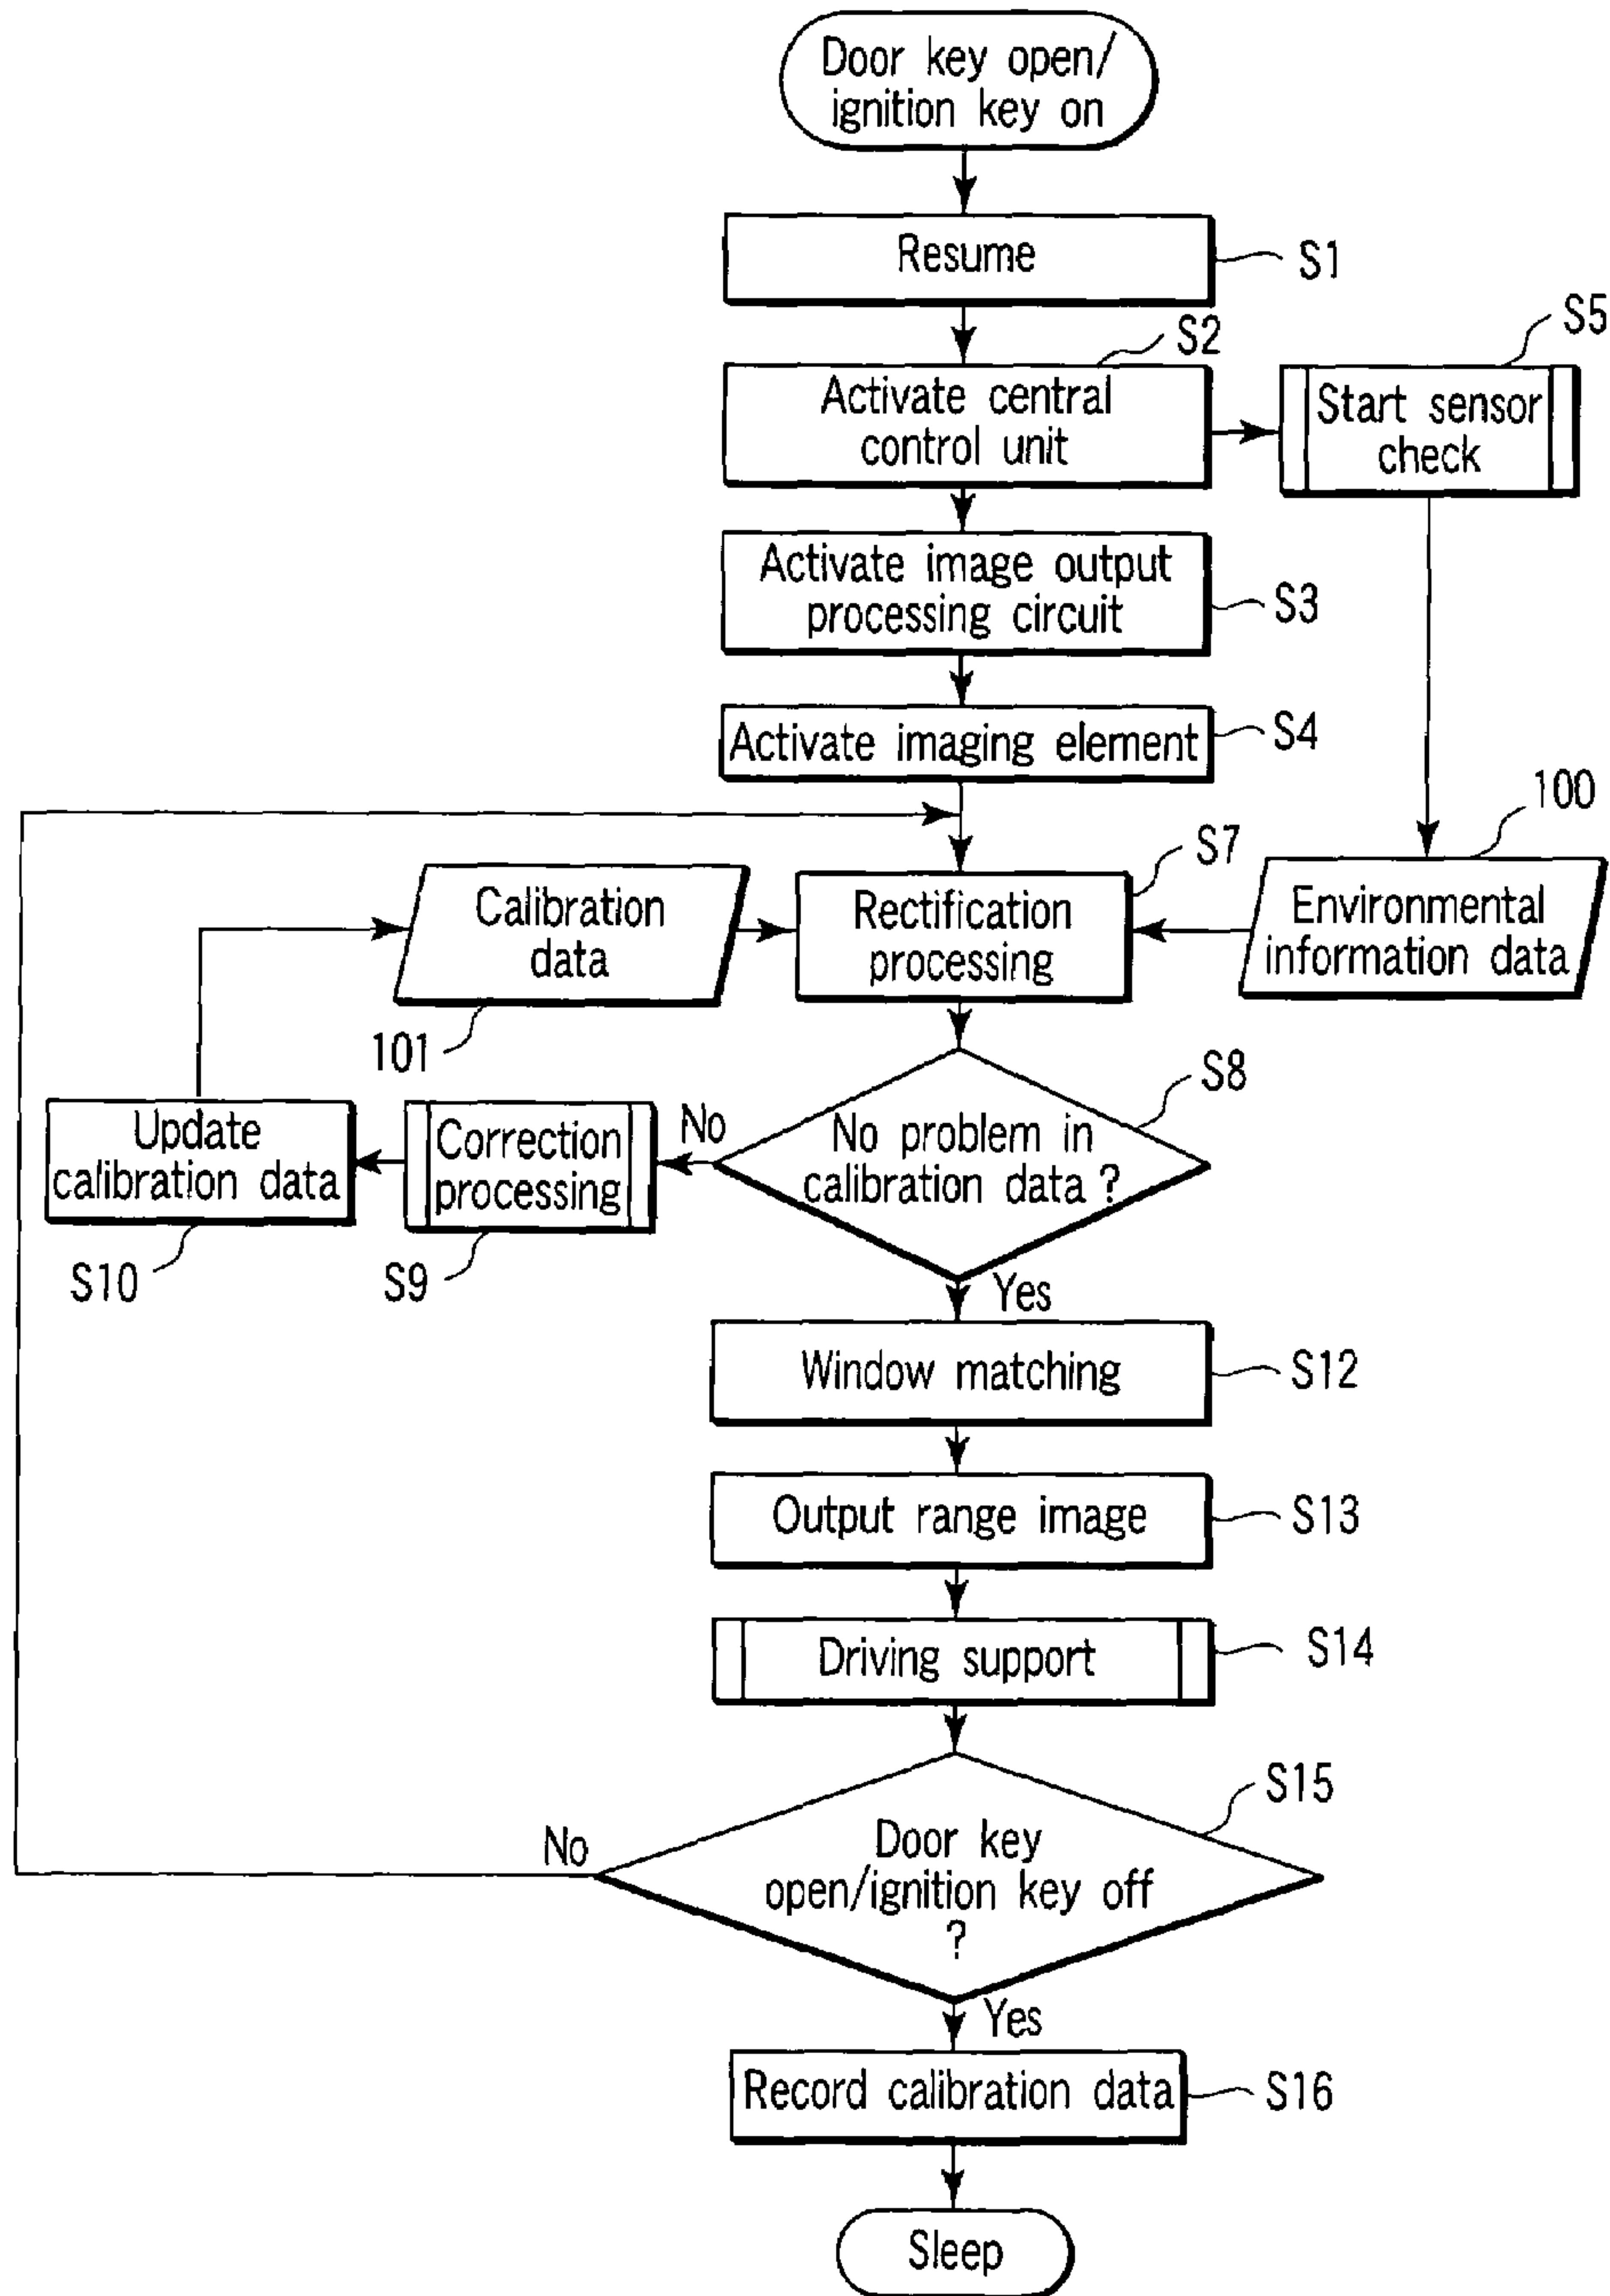 Door key open/
ignition key on
Resume
S1
S2
S5
Activate central
control unit
Start sensor
check
Activate image output
processing circuit
S3
Activate imaging element
S4
100
S7
Calibration
data
Rectification
processing
Environmental
information data
101
S8
Update
calibration data
Correction
processing
No
No problem in
calibration data ?
S10
S9
Yes
Window matching
S12
Output range image
S13
Driving support
S14
S15
No
Door key
open/ignition key off
?
Yes
Record calibration data
S16
Sleep